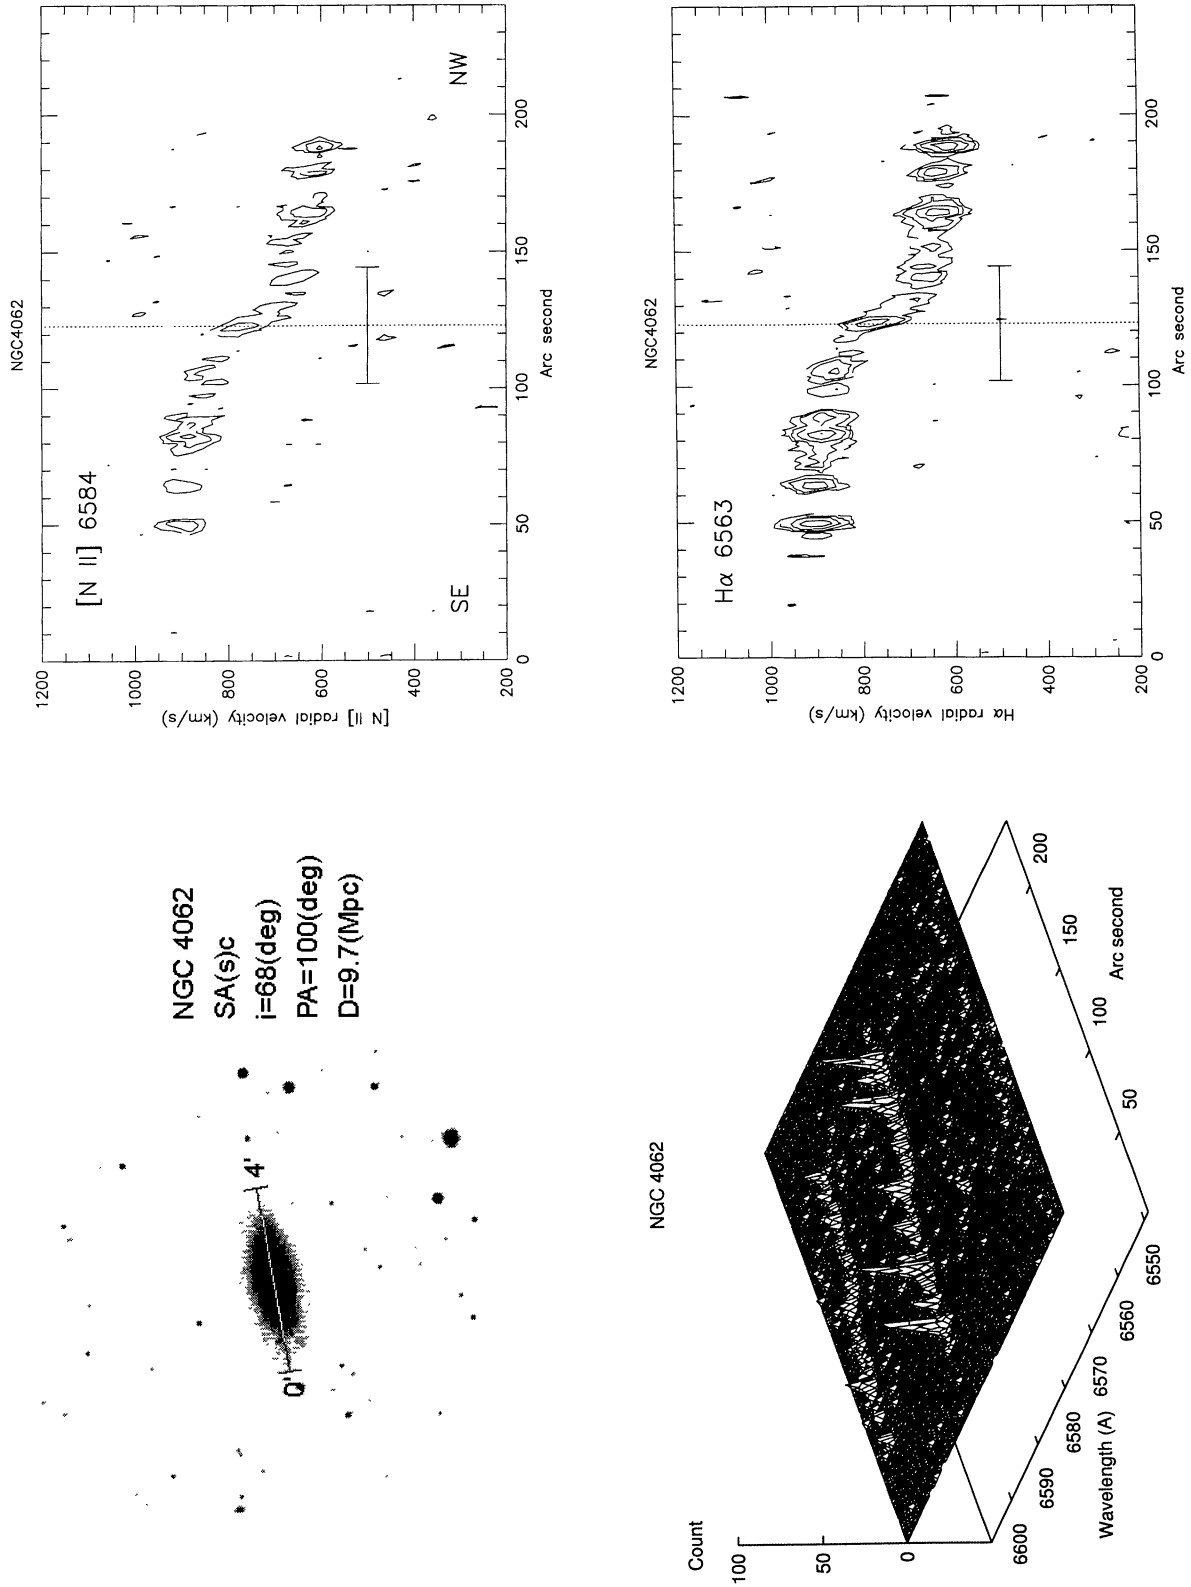 NGC 4062
SA(s)c
i=68(deg)
PA=100(deg)
D=9.7(Mpc)
0'
4'
NGC4062
[N II] 6584
SE
NW
1200
1000
800
600
400
200
[N II] radial velocity (km/s)
0
50
100
150
200
Arc second
NGC 4062
Count
100
50
0
6600
6590
6580
6570
6560
6550
Wavelength (A)
50
100
150
200
Arc second
NGC4062
Hα 6563
1200
1000
800
600
400
200
Hα radial velocity (km/s)
0
50
100
150
200
Arc second